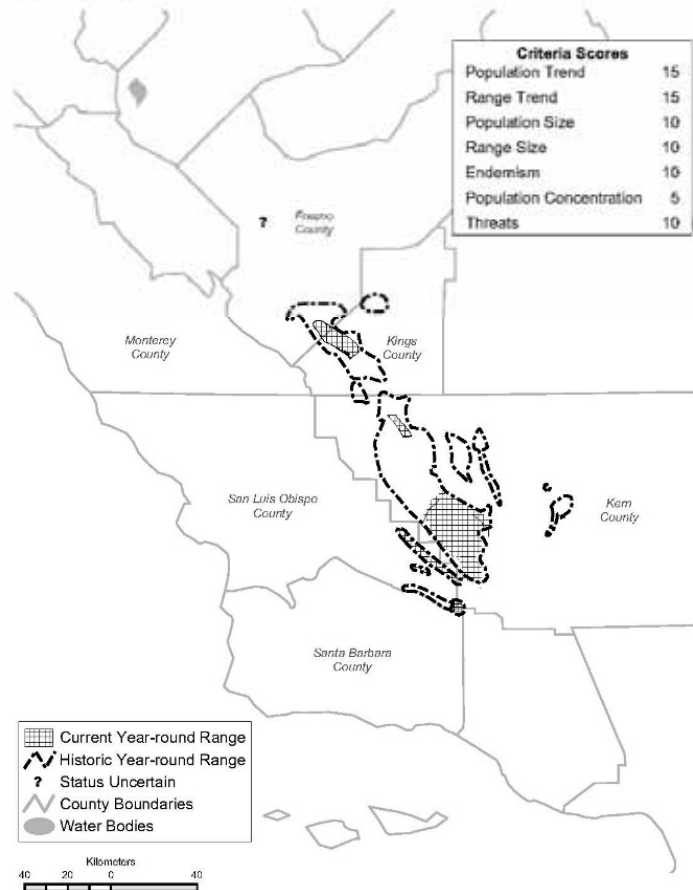 Criteria Scores
Population Trend 15
Range Trend 15
Population Size 10
Range Size 10
Endemism 10
Population Concentration 5
Threats 10
? Fresno
County
Monterey
County
Kings
County
San Luis Obispo
County
Kern
County
Santa Barbara
County
Current Year-round Range
Historic Year-round Range
? Status Uncertain
County Boundaries
Water Bodies
Kilometers
40 20 0 40